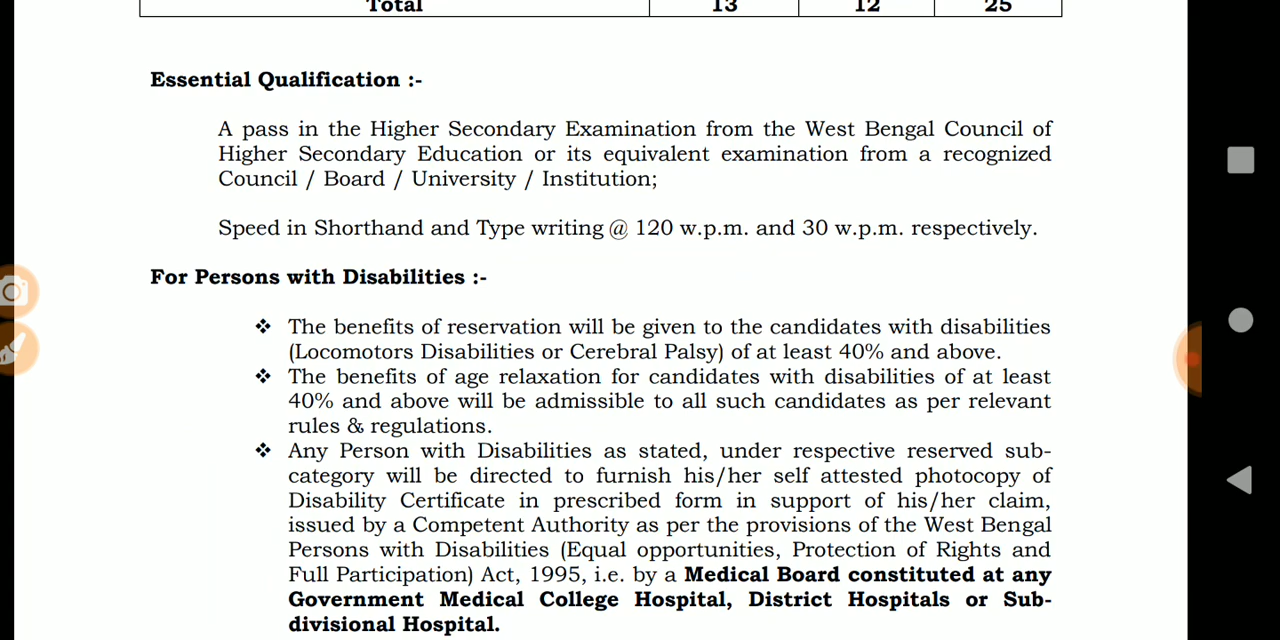 Total 13 12 25
Essential Qualification :-
A pass in the Higher Secondary Examination from the West Bengal Council of
Higher Secondary Education or its equivalent examination from a recognized
Council / Board / University / Institution;
Speed in Shorthand and Type writing @ 120 w.p.m. and 30 w.p.m. respectively.
For Persons with Disabilities :-
❖ The benefits of reservation will be given to the candidates with disabilities
(Locomotors Disabilities or Cerebral Palsy) of at least 40% and above.
❖ The benefits of age relaxation for candidates with disabilities of at least
40% and above will be admissible to all such candidates as per relevant
rules & regulations.
❖ Any Person with Disabilities as stated, under respective reserved sub-
category will be directed to furnish his/her self attested photocopy of
Disability Certificate in prescribed form in support of his/her claim,
issued by a Competent Authority as per the provisions of the West Bengal
Persons with Disabilities (Equal opportunities, Protection of Rights and
Full Participation) Act, 1995, i.e. by a Medical Board constituted at any
Government Medical College Hospital, District Hospitals or Sub-
divisional Hospital.